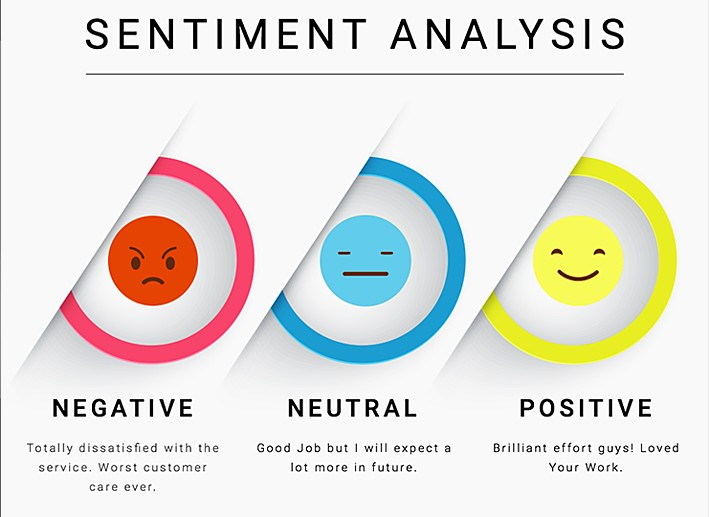 SENTIMENT ANALYSIS
NEGATIVE
Totally dissatisfied with the
service. Worst customer
care ever.
NEUTRAL
Good Job but I will expect a
lot more in future.
POSITIVE
Brilliant effort guys! Loved
Your Work.